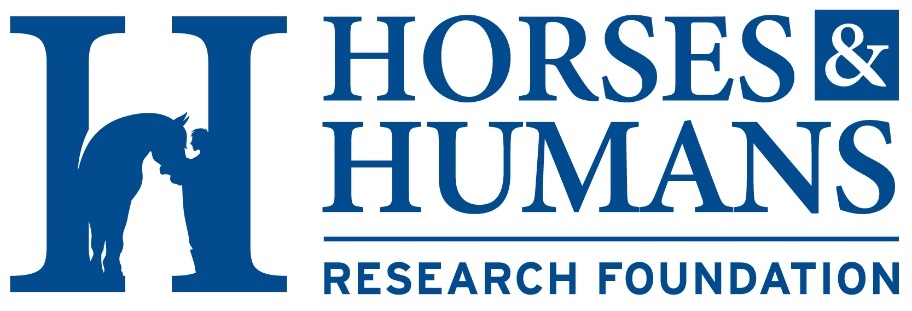 H
HORSES &
HUMANS
RESEARCH FOUNDATION